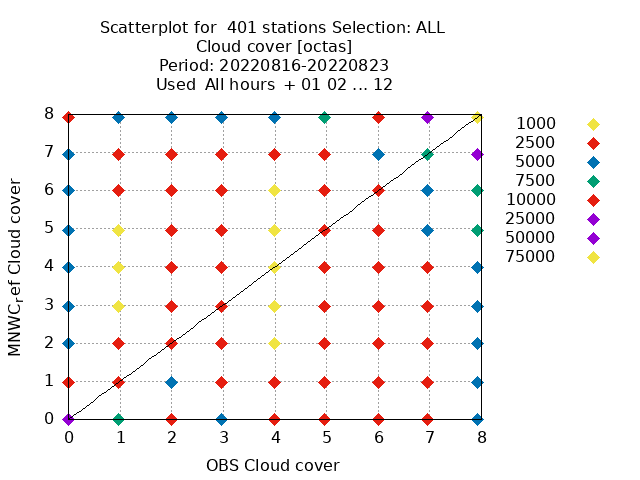 Scatterplot for  401 stations Selection: ALL
Cloud cover [octas]
Period: 20220816-20220823
Used  All hours  + 01 02 ... 12
8
7
6
5
4
3
2
1
0
MNWCref Cloud cover
0 1 2 3 4 5 6 7 8
OBS Cloud cover
1000
2500
5000
7500
10000
25000
50000
75000